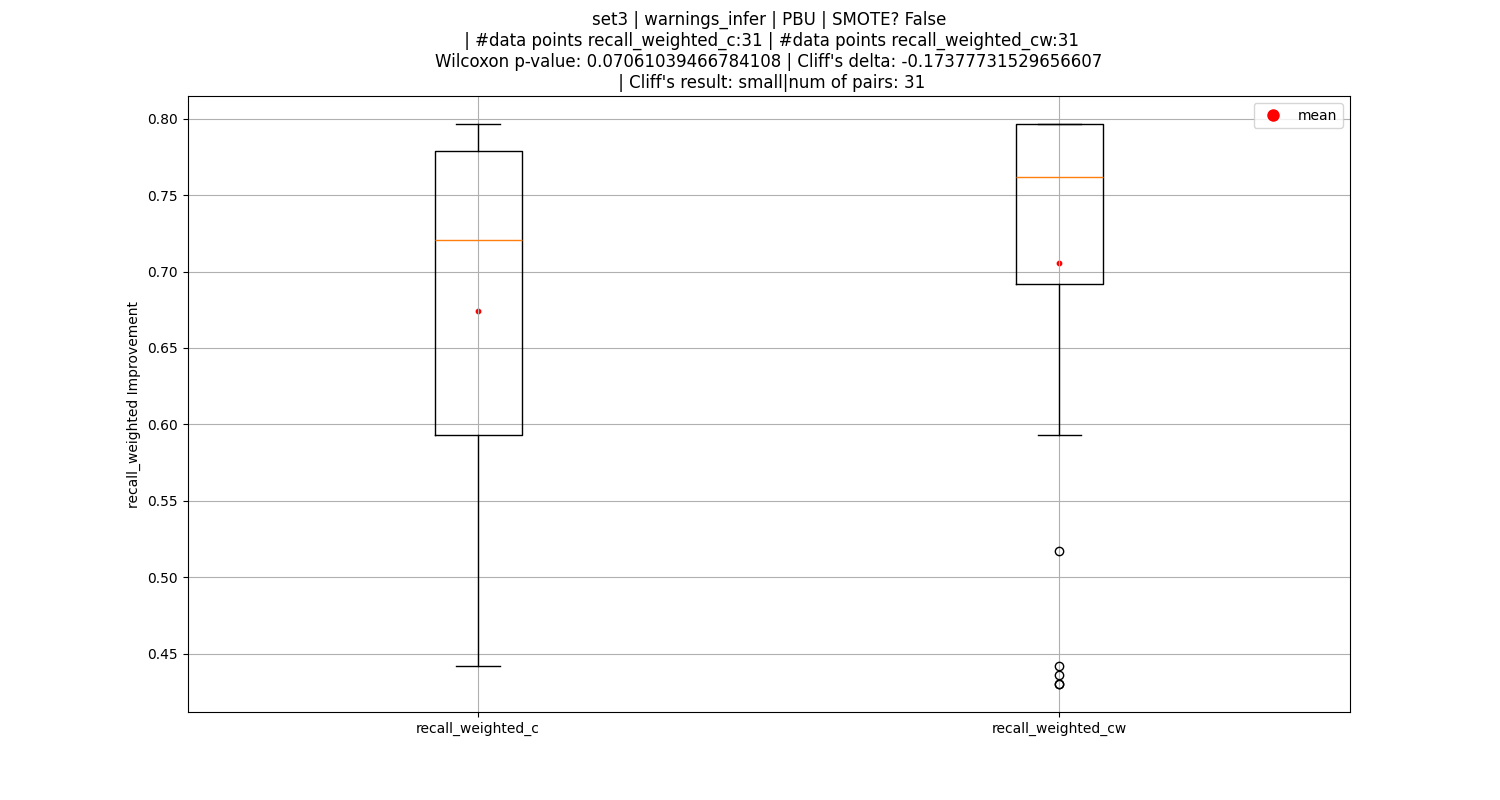 set3 | warnings_infer | PBU | SMOTE? False
| #data points recall_weighted_c:31 | #data points recall_weighted_cw:31
Wilcoxon p-value: 0.07061039466784108 | Cliff's delta: -0.17377731529656607
| Cliff's result: small|num of pairs: 31
mean
0.80
0.75
0.70
0.65
0.60
0.55
0.50
0.45
recall_weighted Improvement
recall_weighted_c
recall_weighted_cw